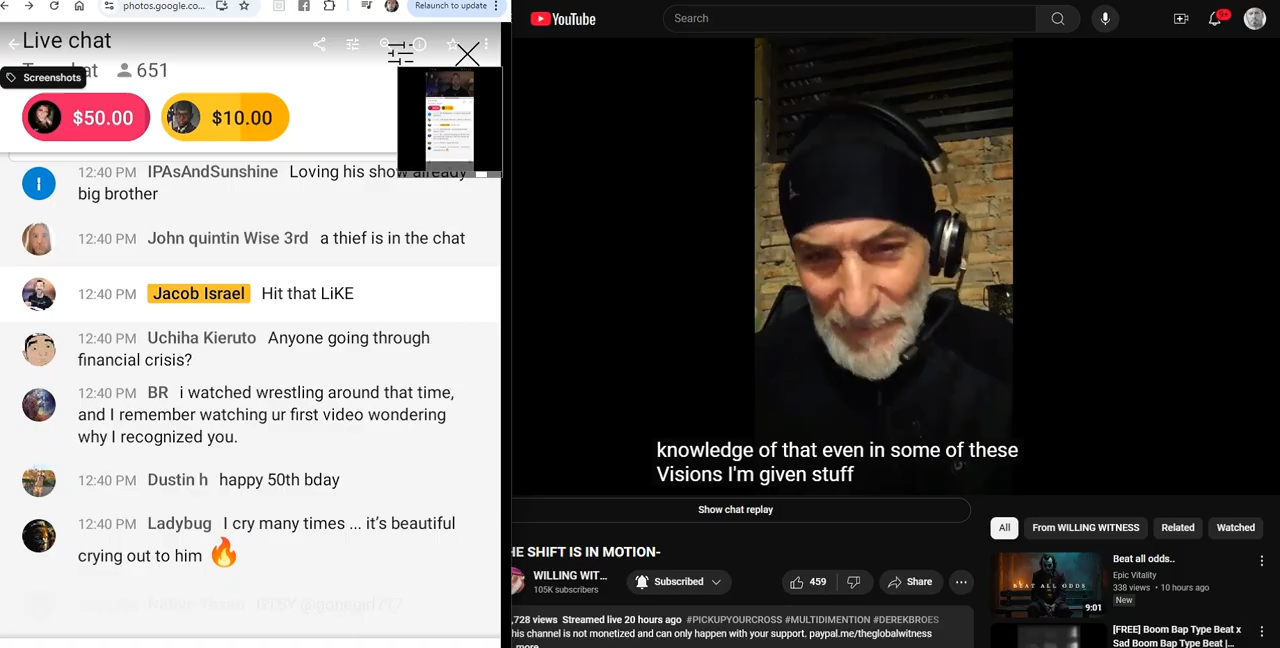 photos.google.co...
Relaunch to update
Live chat
651
Screenshots
$50.00
$10.00
12:40 PM IPAsAndSunshine Loving his show already
big brother
12:40 PM John quintin Wise 3rd a thief is in the chat
12:40 PM Jacob Israel Hit that LiKE
12:40 PM Uchiha Kieruto Anyone going through
financial crisis?
12:40 PM BR i watched wrestling around that time,
and I remember watching ur first video wondering
why I recognized you.
12:40 PM Dustin h happy 50th bday
12:40 PM Ladybug I cry many times ... it's beautiful
crying out to him 🔥
YouTube
Search
9+
knowledge of that even in some of these
Visions I'm given stuff
Show chat replay
HE SHIFT IS IN MOTION-
WILLING WIT...
105K subscribers
Subscribed
459
Share
,728 views Streamed live 20 hours ago #PICKUPYOURCROSS #MULTIDIMENTION #DEREKBROES
his channel is not monetized and can only happen with your support. paypal.me/theglobalwitness
more
All
From WILLING WITNESS
Related
Watched
BEAT ALL ODDS
9:01
Beat all odds..
Epic Vitality
338 views • 10 hours ago
New
[FREE] Boom Bap Type Beat x
Sad Boom Bap Type Beat |...